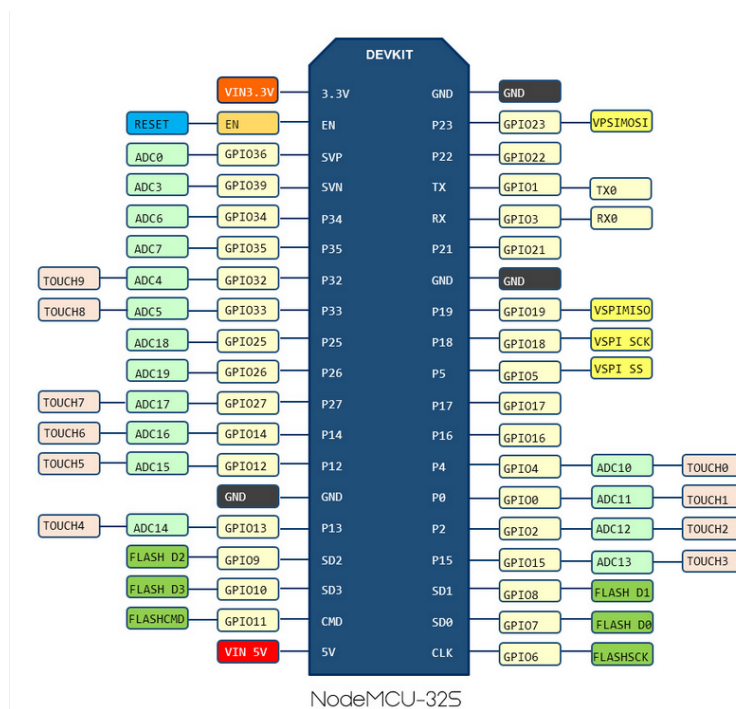 DEVKIT
VIN3.3V 3.3V GND GND
RESET EN EN P23 GPIO23 VPSIMOSI
ADC0 GPIO36 SVP P22 GPIO22
ADC3 GPIO39 SVN TX GPIO1 TX0
ADC6 GPIO34 P34 RX GPIO3 RX0
ADC7 GPIO35 P35 P21 GPIO21
TOUCH9 ADC4 GPIO32 P32 GND GND
TOUCH8 ADC5 GPIO33 P33 P19 GPIO19 VSPIMISO
ADC18 GPIO25 P25 P18 GPIO18 VSPI SCK
ADC19 GPIO26 P26 P5 GPIO5 VSPI SS
TOUCH7 ADC17 GPIO27 P27 P17 GPIO17
TOUCH6 ADC16 GPIO14 P14 P16 GPIO16
TOUCH5 ADC15 GPIO12 P12 P4 GPIO4 ADC10 TOUCH0
GND GND P0 GPIO0 ADC11 TOUCH1
TOUCH4 ADC14 GPIO13 P13 P2 GPIO2 ADC12 TOUCH2
FLASH D2 GPIO9 SD2 P15 GPIO15 ADC13 TOUCH3
FLASH D3 GPIO10 SD3 SD1 GPIO8 FLASH D1
FLASHCMD GPIO11 CMD SD0 GPIO7 FLASH D0
VIN 5V 5V CLK GPIO6 FLASHSCK
NodeMCU-32S